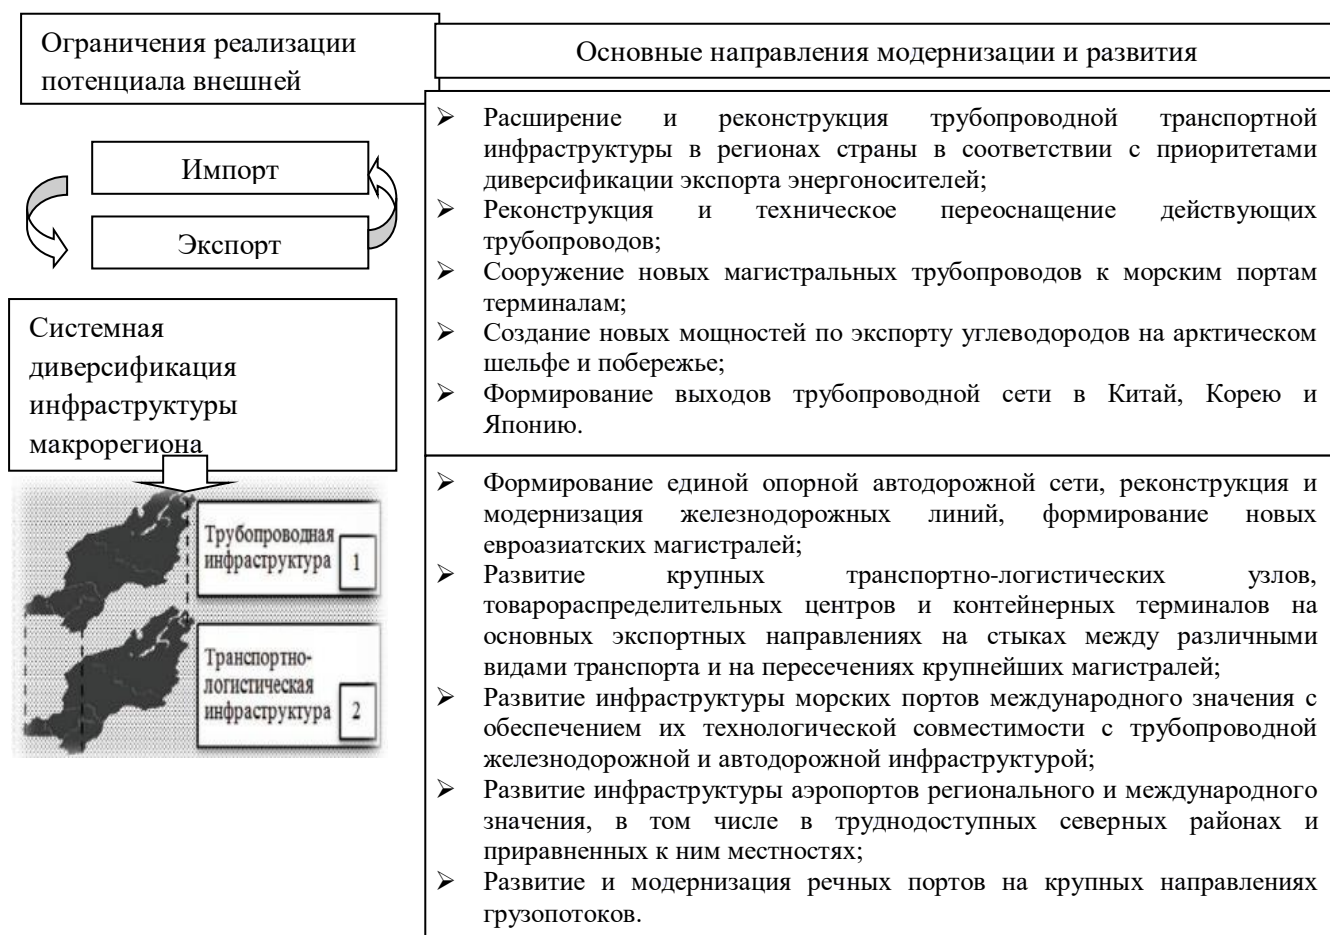 Ограничения реализации
потенциала внешней
Импорт
Экспорт
Системная
диверсификация
инфраструктуры
макрорегиона
Трубопроводная
инфраструктура
1
Транспортно-
логистическая
инфраструктура
2
Основные направления модернизации и развития
➢ Расширение и реконструкция трубопроводной транспортной
инфраструктуры в регионах страны в соответствии с приоритетами
диверсификации экспорта энергоносителей;
➢ Реконструкция и техническое переоснащение действующих
трубопроводов;
➢ Сооружение новых магистральных трубопроводов к морским портам
терминалам;
➢ Создание новых мощностей по экспорту углеводородов на арктическом
шельфе и побережье;
➢ Формирование выходов трубопроводной сети в Китай, Корею и
Японию.
➢ Формирование единой опорной автодорожной сети, реконструкция и
модернизация железнодорожных линий, формирование новых
евроазиатских магистралей;
➢ Развитие крупных транспортно-логистических узлов,
товарораспределительных центров и контейнерных терминалов на
основных экспортных направлениях на стыках между различными
видами транспорта и на пересечениях крупнейших магистралей;
➢ Развитие инфраструктуры морских портов международного значения с
обеспечением их технологической совместимости с трубопроводной
железнодорожной и автодорожной инфраструктурой;
➢ Развитие инфраструктуры аэропортов регионального и международного
значения, в том числе в труднодоступных северных районах и
приравненных к ним местностях;
➢ Развитие и модернизация речных портов на крупных направлениях
грузопотоков.